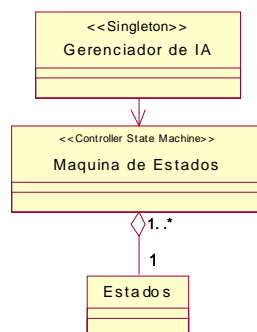 <<Singleton>>
Gerenciador de IA
<<Controller State Machine>>
Maquina de Estados
1..*
1
Estados